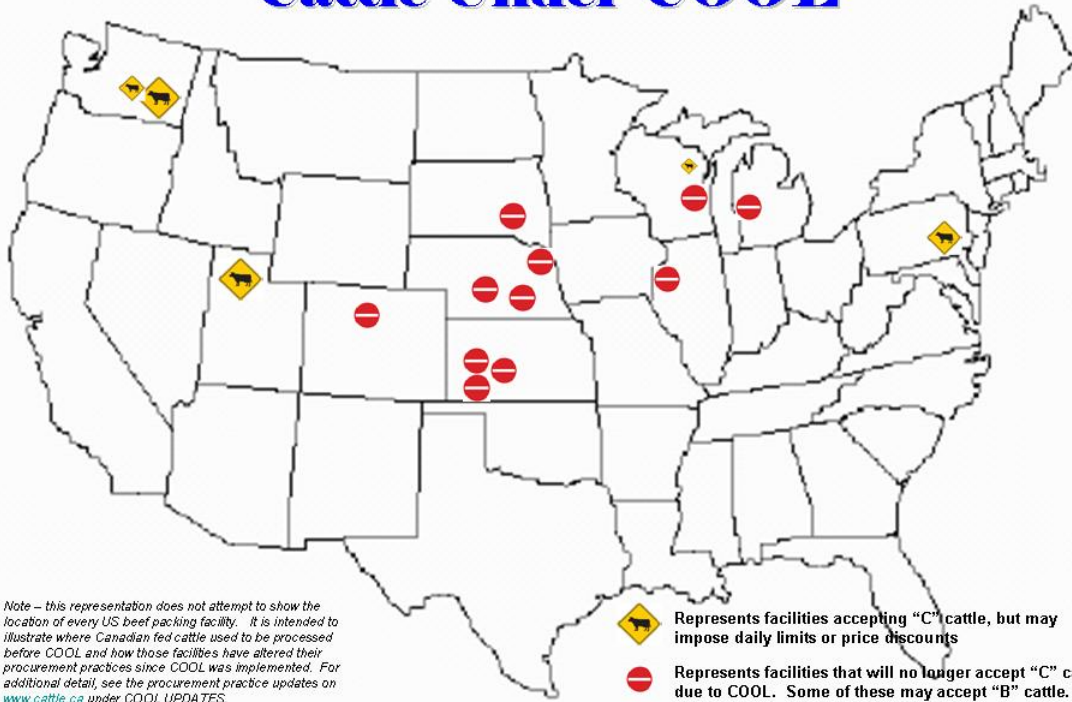 Cattle Under COOL
Note – this representation does not attempt to show the
location of every US beef packing facility. It is intended to
illustrate where Canadian fed cattle used to be processed
before COOL and how those facilities have altered their
procurement practices since COOL was implemented. For
additional detail, see the procurement practice updates on
www.cattle.ca under COOL UPDATES.
Represents facilities accepting “C” cattle, but may
impose daily limits or price discounts
Represents facilities that will no longer accept “C” c
due to COOL. Some of these may accept “B” cattle.